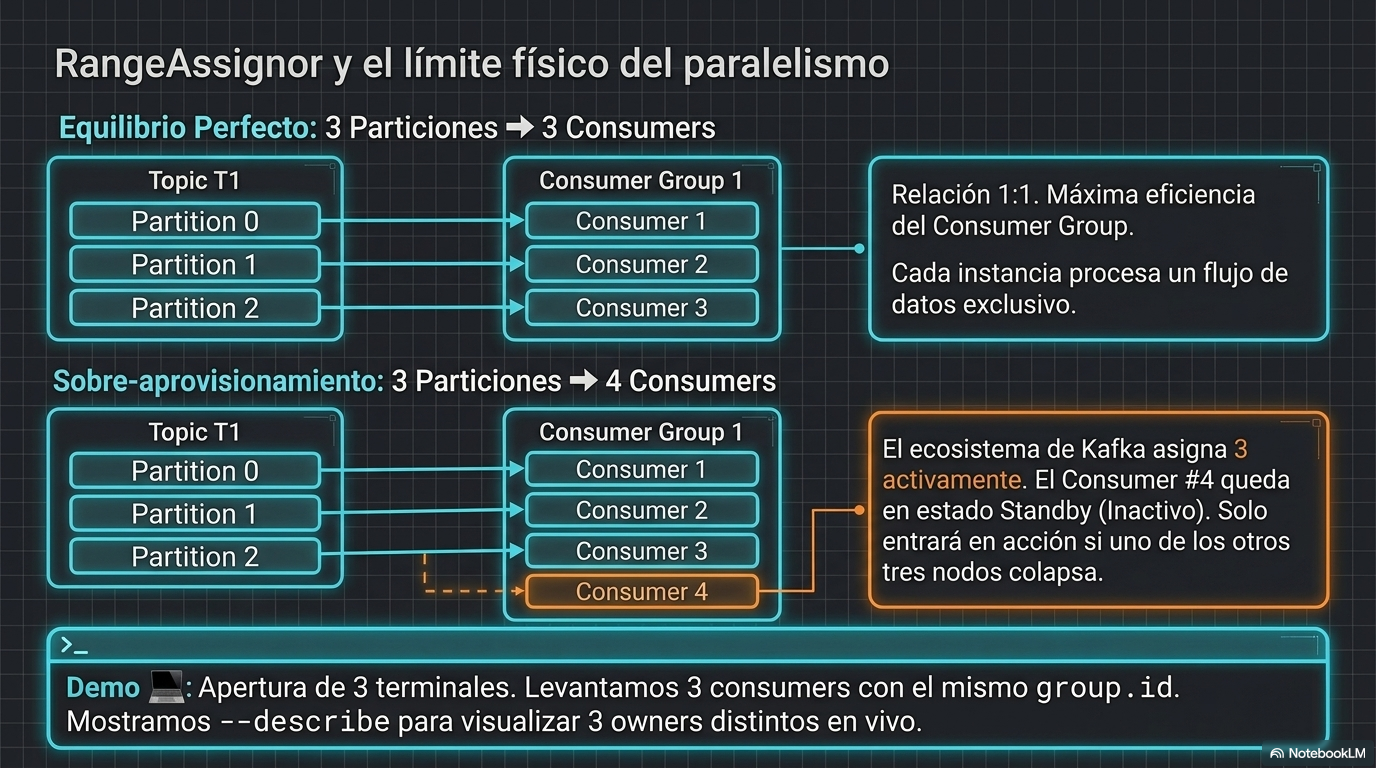 RangeAssignor y el límite físico del paralelismo
Equilibrio Perfecto: 3 Particiones ➡ 3 Consumers
Topic T1
Partition 0
Partition 1
Partition 2
Consumer Group 1
Consumer 1
Consumer 2
Consumer 3
Relación 1:1. Máxima eficiencia
del Consumer Group.
Cada instancia procesa un flujo de
datos exclusivo.
Sobre-aprovisionamiento: 3 Particiones ➡ 4 Consumers
Topic T1
Partition 0
Partition 1
Partition 2
Consumer Group 1
Consumer 1
Consumer 2
Consumer 3
Consumer 4
El ecosistema de Kafka asigna 3
activamente. El Consumer #4 queda
en estado Standby (Inactivo). Solo
entrará en acción si uno de los otros
tres nodos colapsa.
>_
Demo 💻: Apertura de 3 terminales. Levantamos 3 consumers con el mismo group.id.
Mostramos --describe para visualizar 3 owners distintos en vivo.
NotebookLM